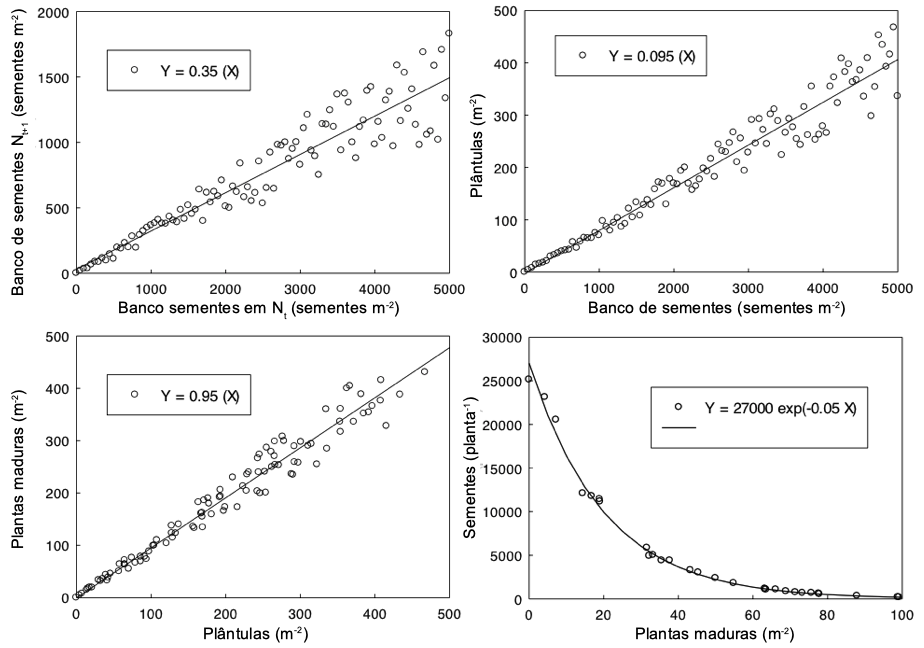 2000
1500
1000
500
0
Banco de sementes N_{t+1} (sementes m⁻²)
Y = 0.35 (X)
0 1000 2000 3000 4000 5000
Banco sementes em N_t (sementes m⁻²)
500
400
300
200
100
0
Plântulas (m⁻²)
Y = 0.095 (X)
0 1000 2000 3000 4000 5000
Banco de sementes (sementes m⁻²)
500
400
300
200
100
0
Plantas maduras (m⁻²)
Y = 0.95 (X)
0 100 200 300 400 500
Plântulas (m⁻²)
30000
25000
20000
15000
10000
5000
0
Sementes (planta⁻¹)
Y = 27000 exp(-0.05 X)
0 20 40 60 80 100
Plantas maduras (m⁻²)